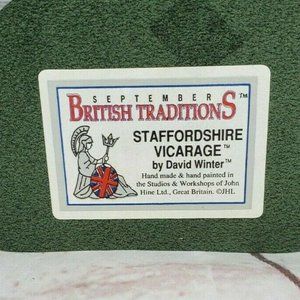 SEPTEMBER
BRITISH TRADITIONS™
STAFFORDSHIRE
VICARAGE™
by David Winter™
Hand made & hand painted in
the Studios & Workshops of John
Hine Ltd., Great Britain. ©JHL